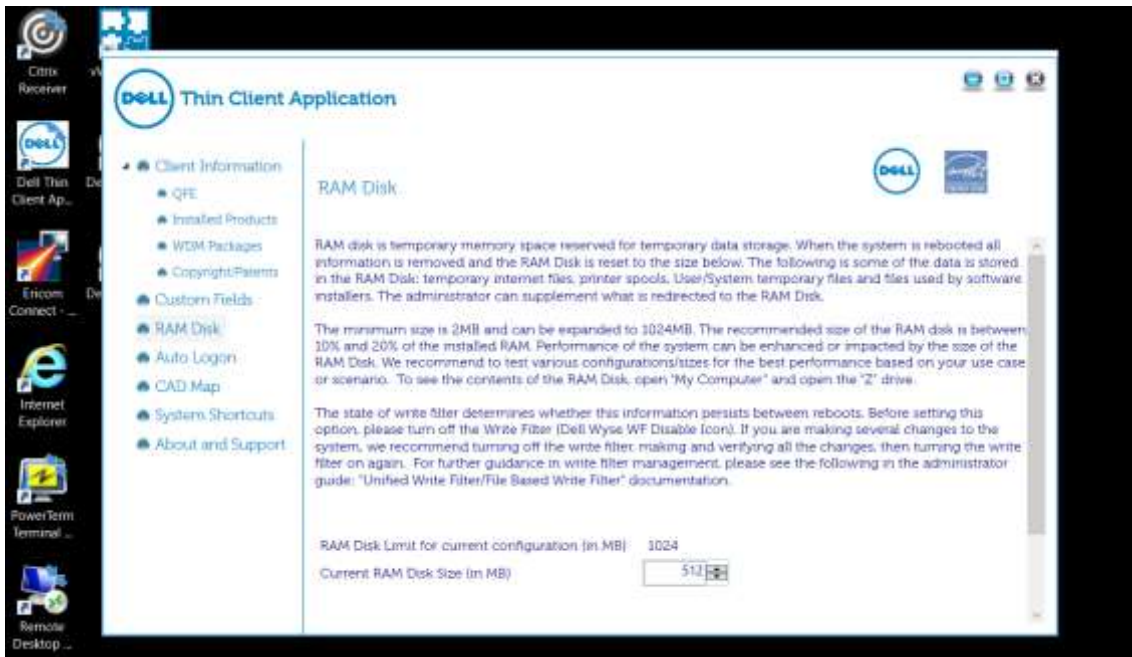 Citrix
Receiver
Dell Thin
Client Ap...
Ericom
Connect - ...
Internet
Explorer
PowerTerm
Terminal ...
Remote
Desktop ...
DELL Thin Client Application
Client Information
QFE
Installed Products
WDM Packages
Copyright/Patents
Custom Fields
RAM Disk
Auto Logon
CAD Map
System Shortcuts
About and Support
RAM Disk
DELL
RAM disk is temporary memory space reserved for temporary data storage. When the system is rebooted all
information is removed and the RAM Disk is reset to the size below. The following is some of the data is stored
in the RAM Disk: temporary internet files, printer spools, User/System temporary files and files used by software
installers. The administrator can supplement what is redirected to the RAM Disk.
The minimum size is 2MB and can be expanded to 1024MB. The recommended size of the RAM disk is between
10% and 20% of the installed RAM. Performance of the system can be enhanced or impacted by the size of the
RAM Disk. We recommend to test various configurations/sizes for the best performance based on your use case
or scenario. To see the contents of the RAM Disk, open "My Computer" and open the "Z" drive.
The state of write filter determines whether this information persists between reboots. Before setting this
option, please turn off the Write Filter (Dell Wyse WF Disable Icon). If you are making several changes to the
system, we recommend turning off the write filter, making and verifying all the changes, then turning the write
filter on again. For further guidance in write filter management, please see the following in the administrator
guide: "Unified Write Filter/File Based Write Filter" documentation.
RAM Disk Limit for current configuration (in MB) 1024
Current RAM Disk Size (in MB) 512